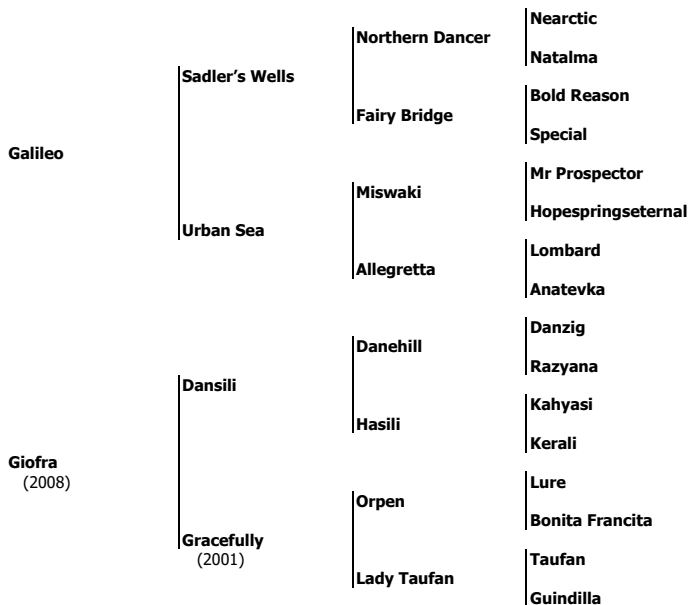 Nearctic
Northern Dancer
Natalma
Sadler's Wells
Bold Reason
Fairy Bridge
Special
Galileo
Mr Prospector
Miswaki
Hopespringseternal
Urban Sea
Lombard
Allegretta
Anatevka
Danzig
Danehill
Razyana
Dansili
Kahyasi
Hasili
Kerali
Giofra
(2008)
Lure
Orpen
Bonita Francita
Gracefully
(2001)
Taufan
Lady Taufan
Guindilla